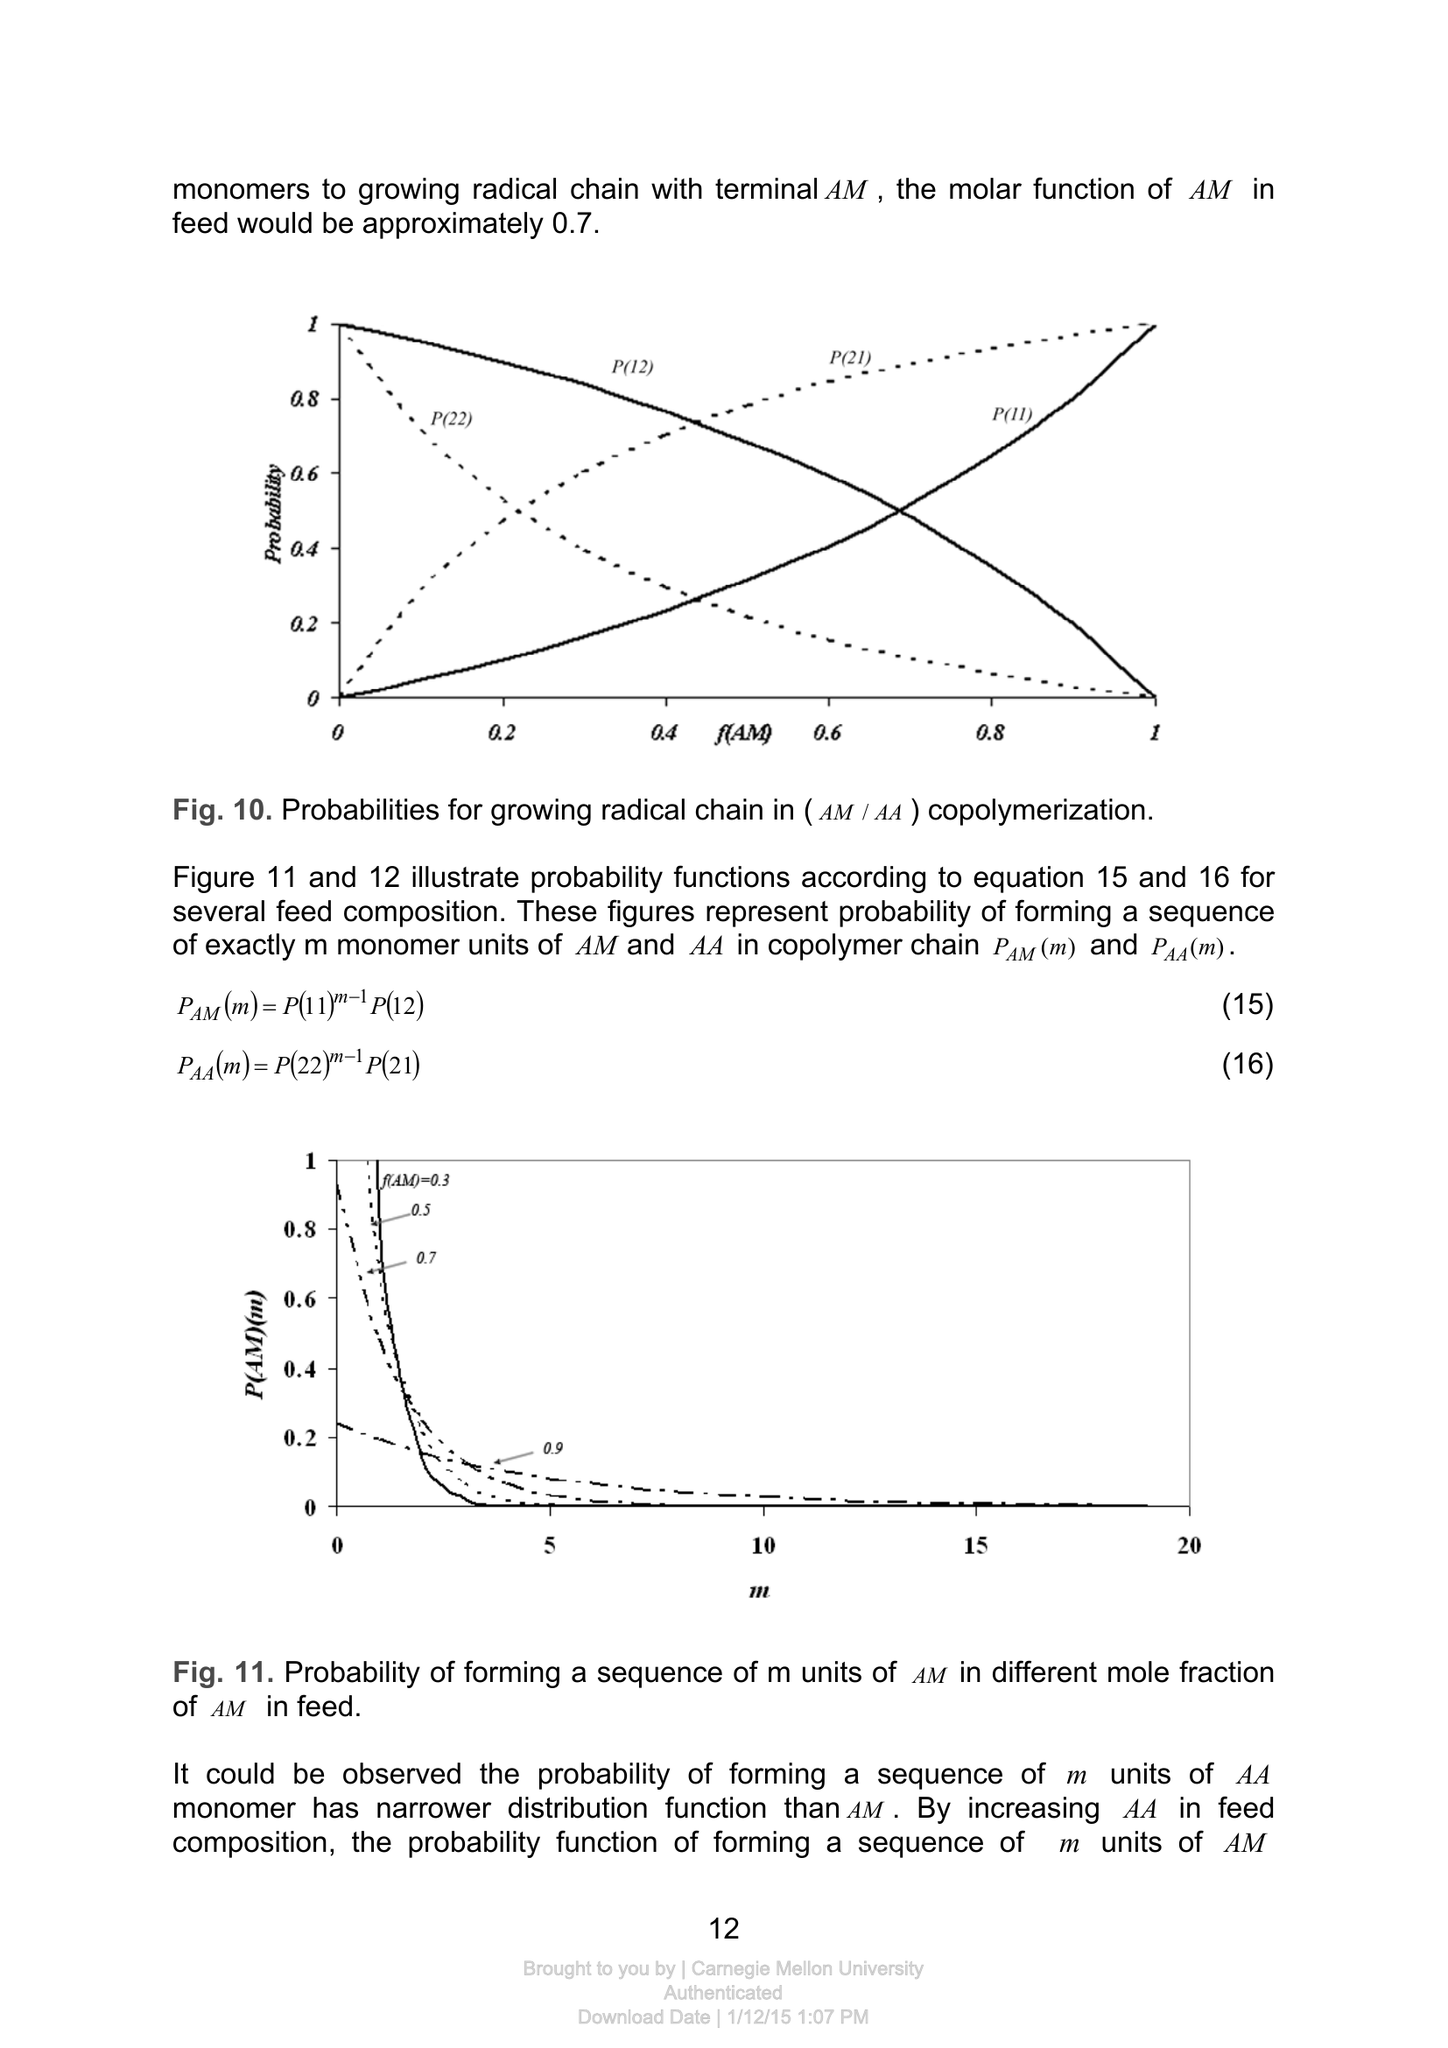 monomers to growing radical chain with terminal AM , the molar function of AM in
feed would be approximately 0.7.
1
0.8
0.6
0.4
0.2
0
Probability
P(12)
P(21)
P(22)
P(11)
0 0.2 0.4 f(AM) 0.6 0.8 1
Fig. 10. Probabilities for growing radical chain in ( AM / AA ) copolymerization.
Figure 11 and 12 illustrate probability functions according to equation 15 and 16 for
several feed composition. These figures represent probability of forming a sequence
of exactly m monomer units of AM and AA in copolymer chain P_{AM}(m) and P_{AA}(m).
P_{AM}(m) = P(11)^{m-1} P(12) (15)
P_{AA}(m) = P(22)^{m-1} P(21) (16)
1
0.8
0.6
0.4
0.2
0
P(AM)(m)
f(AM)=0.3
0.5
0.7
0.9
0 5 10 15 20
m
Fig. 11. Probability of forming a sequence of m units of AM in different mole fraction
of AM in feed.
It could be observed the probability of forming a sequence of m units of AA
monomer has narrower distribution function than AM . By increasing AA in feed
composition, the probability function of forming a sequence of m units of AM
12
Brought to you by | Carnegie Mellon University
Authenticated
Download Date | 1/12/15 1:07 PM